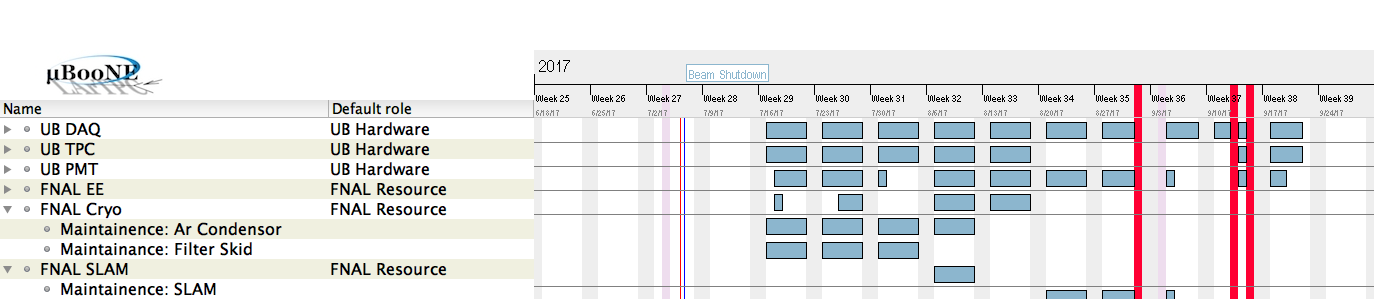 2017
Beam Shutdown
µBooNE
LArTPC
Name Default role Week 25 Week 26 Week 27 Week 28 Week 29 Week 30 Week 31 Week 32 Week 33 Week 34 Week 35 Week 36 Week 37 Week 38 Week 39
6/18/17 6/25/17 7/2/17 7/9/17 7/16/17 7/23/17 7/30/17 8/6/17 8/13/17 8/20/17 8/27/17 9/3/17 9/10/17 9/17/17 9/24/17
UB DAQ UB Hardware
UB TPC UB Hardware
UB PMT UB Hardware
FNAL EE FNAL Resource
FNAL Cryo FNAL Resource
Maintainence: Ar Condensor
Maintainance: Filter Skid
FNAL SLAM FNAL Resource
Maintainence: SLAM